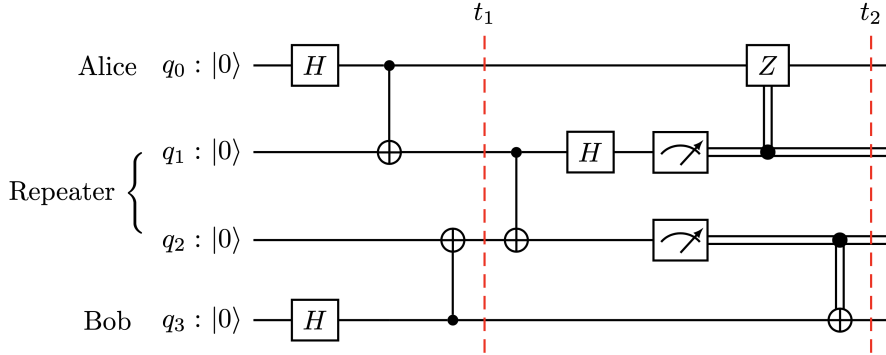 t₁ t₂
Alice q₀ : |0⟩ H Z
q₁ : |0⟩ H
Repeater {
q₂ : |0⟩
Bob q₃ : |0⟩ H